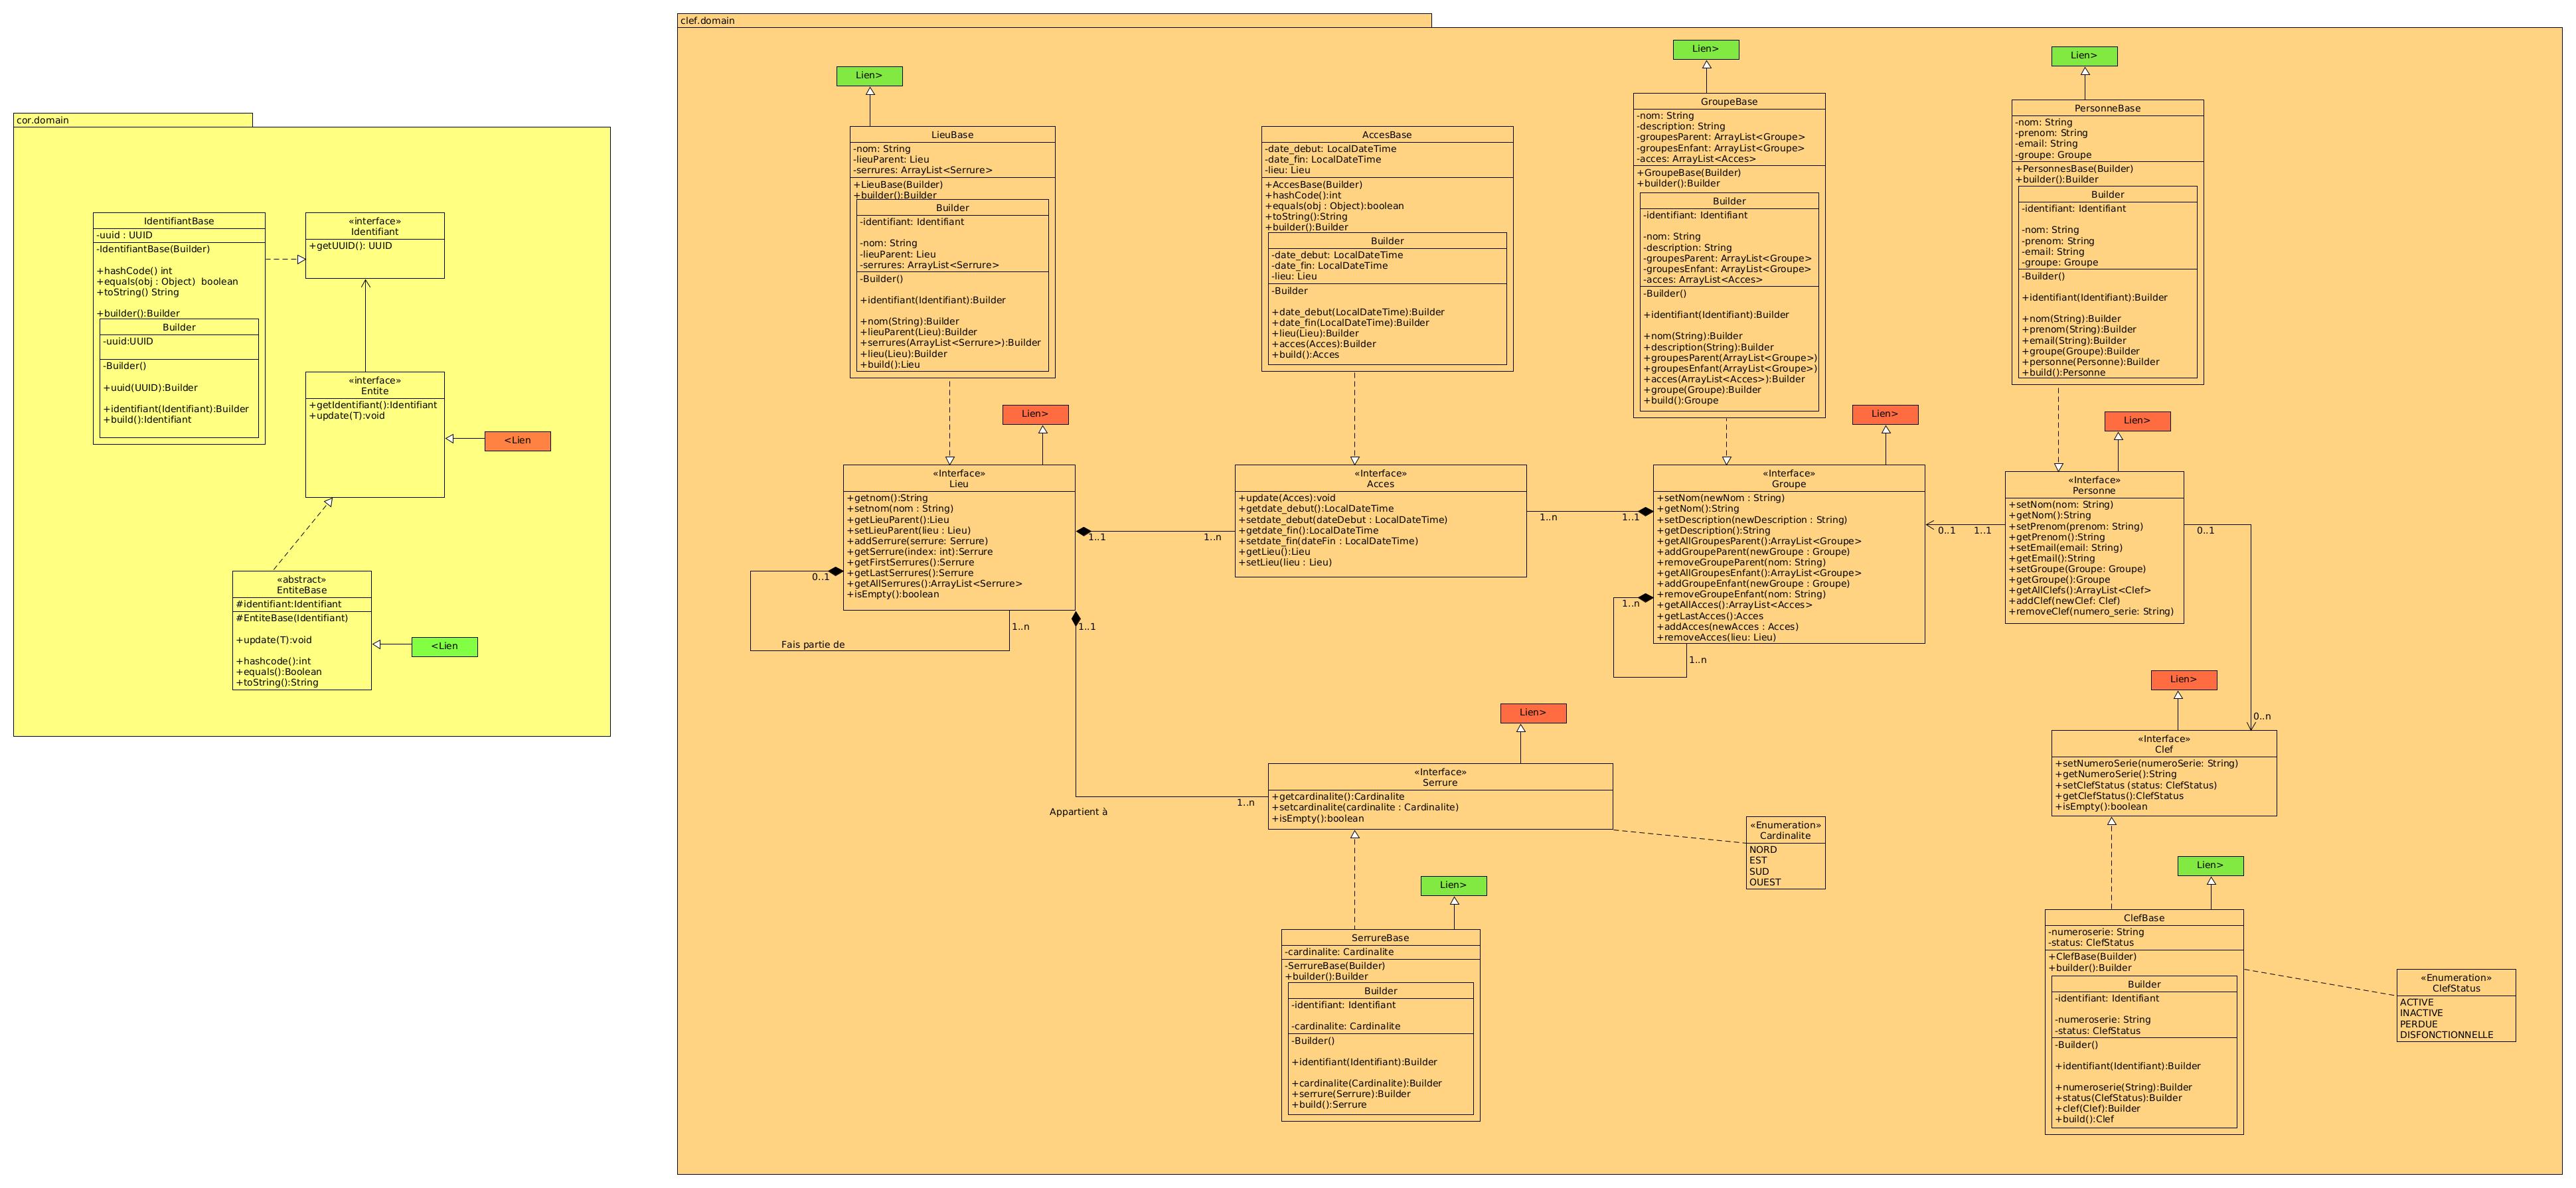 cor.domain
IdentifiantBase
-uuid : UUID
-IdentifiantBase(Builder)
+hashCode() int
+equals(obj : Object)  boolean
+toString() String
+builder():Builder
Builder
-uuid:UUID
-Builder()
+uuid(UUID):Builder
+identifiant(Identifiant):Builder
+build():Identifiant
«interface»
Identifiant
+getUUID(): UUID
«interface»
Entite
+getIdentifiant():Identifiant
+update(T):void
<Lien
«abstract»
EntiteBase
#identifiant:Identifiant
#EntiteBase(Identifiant)
+update(T):void
+hashcode():int
+equals():Boolean
+toString():String
<Lien
clef.domain
Lien>
LieuBase
-nom: String
-lieuParent: Lieu
-serrures: ArrayList<Serrure>
+LieuBase(Builder)
+builder():Builder
Builder
-identifiant: Identifiant
-nom: String
-lieuParent: Lieu
-serrures: ArrayList<Serrure>
-Builder()
+identifiant(Identifiant):Builder
+nom(String):Builder
+lieuParent(Lieu):Builder
+serrures(ArrayList<Serrure>):Builder
+lieu(Lieu):Builder
+build():Lieu
AccesBase
-date_debut: LocalDateTime
-date_fin: LocalDateTime
-lieu: Lieu
+AccesBase(Builder)
+hashCode():int
+equals(obj : Object):boolean
+toString():String
+builder():Builder
Builder
-date_debut: LocalDateTime
-date_fin: LocalDateTime
-lieu: Lieu
-Builder
+date_debut(LocalDateTime):Builder
+date_fin(LocalDateTime):Builder
+lieu(Lieu):Builder
+acces(Acces):Builder
+build():Acces
Lien>
GroupeBase
-nom: String
-description: String
-groupesParent: ArrayList<Groupe>
-groupesEnfant: ArrayList<Groupe>
-acces: ArrayList<Acces>
+GroupeBase(Builder)
+builder():Builder
Builder
-identifiant: Identifiant
-nom: String
-description: String
-groupesParent: ArrayList<Groupe>
-groupesEnfant: ArrayList<Groupe>
-acces: ArrayList<Acces>
-Builder()
+identifiant(Identifiant):Builder
+nom(String):Builder
+description(String):Builder
+groupesParent(ArrayList<Groupe>)
+groupesEnfant(ArrayList<Groupe>)
+acces(ArrayList<Acces>):Builder
+groupe(Groupe):Builder
+build():Groupe
Lien>
PersonneBase
-nom: String
-prenom: String
-email: String
-groupe: Groupe
+PersonnesBase(Builder)
+builder():Builder
Builder
-identifiant: Identifiant
-nom: String
-prenom: String
-email: String
-groupe: Groupe
-Builder()
+identifiant(Identifiant):Builder
+nom(String):Builder
+prenom(String):Builder
+email(String):Builder
+groupe(Groupe):Builder
+personne(Personne):Builder
+build():Personne
Lien>
«Interface»
Lieu
+getnom():String
+setnom(nom : String)
+getLieuParent():Lieu
+setLieuParent(lieu : Lieu)
+addSerrure(serrure: Serrure)
+getSerrure(index: int):Serrure
+getFirstSerrures():Serrure
+getLastSerrures():Serrure
+getAllSerrures():ArrayList<Serrure>
+isEmpty():boolean
0..1
1..n
Fais partie de
1..1
1..n
1..1
«Interface»
Acces
+update(Acces):void
+getdate_debut():LocalDateTime
+setdate_debut(dateDebut : LocalDateTime)
+getdate_fin():LocalDateTime
+setdate_fin(dateFin : LocalDateTime)
+getLieu():Lieu
+setLieu(lieu : Lieu)
1..n
1..1
Lien>
«Interface»
Groupe
+setNom(newNom : String)
+getNom():String
+setDescription(newDescription : String)
+getDescription():String
+getAllGroupesParent():ArrayList<Groupe>
+addGroupeParent(newGroupe : Groupe)
+removeGroupeParent(nom: String)
+getAllGroupesEnfant():ArrayList<Groupe>
+addGroupeEnfant(newGroupe : Groupe)
+removeGroupeEnfant(nom: String)
+getAllAcces():ArrayList<Acces>
+getLastAcces():Acces
+addAcces(newAcces : Acces)
+removeAcces(lieu: Lieu)
1..n
1..n
0..1
1..1
Lien>
«Interface»
Personne
+setNom(nom: String)
+getNom():String
+setPrenom(prenom: String)
+getPrenom():String
+setEmail(email: String)
+getEmail():String
+setGroupe(Groupe: Groupe)
+getGroupe():Groupe
+getAllClefs():ArrayList<Clef>
+addClef(newClef: Clef)
+removeClef(numero_serie: String)
0..1
0..n
Lien>
«Interface»
Clef
+setNumeroSerie(numeroSerie: String)
+getNumeroSerie():String
+setClefStatus (status: ClefStatus)
+getClefStatus():ClefStatus
+isEmpty():boolean
Lien>
«Interface»
Serrure
+getcardinalite():Cardinalite
+setcardinalite(cardinalite : Cardinalite)
+isEmpty():boolean
1..n
Appartient à
«Enumeration»
Cardinalite
NORD
EST
SUD
OUEST
Lien>
SerrureBase
-cardinalite: Cardinalite
-SerrureBase(Builder)
+builder():Builder
Builder
-identifiant: Identifiant
-cardinalite: Cardinalite
-Builder()
+identifiant(Identifiant):Builder
+cardinalite(Cardinalite):Builder
+serrure(Serrure):Builder
+build():Serrure
Lien>
ClefBase
-numeroserie: String
-status: ClefStatus
+ClefBase(Builder)
+builder():Builder
Builder
-identifiant: Identifiant
-numeroserie: String
-status: ClefStatus
-Builder()
+identifiant(Identifiant):Builder
+numeroserie(String):Builder
+status(ClefStatus):Builder
+clef(Clef):Builder
+build():Clef
«Enumeration»
ClefStatus
ACTIVE
INACTIVE
PERDUE
DISFONCTIONNELLE